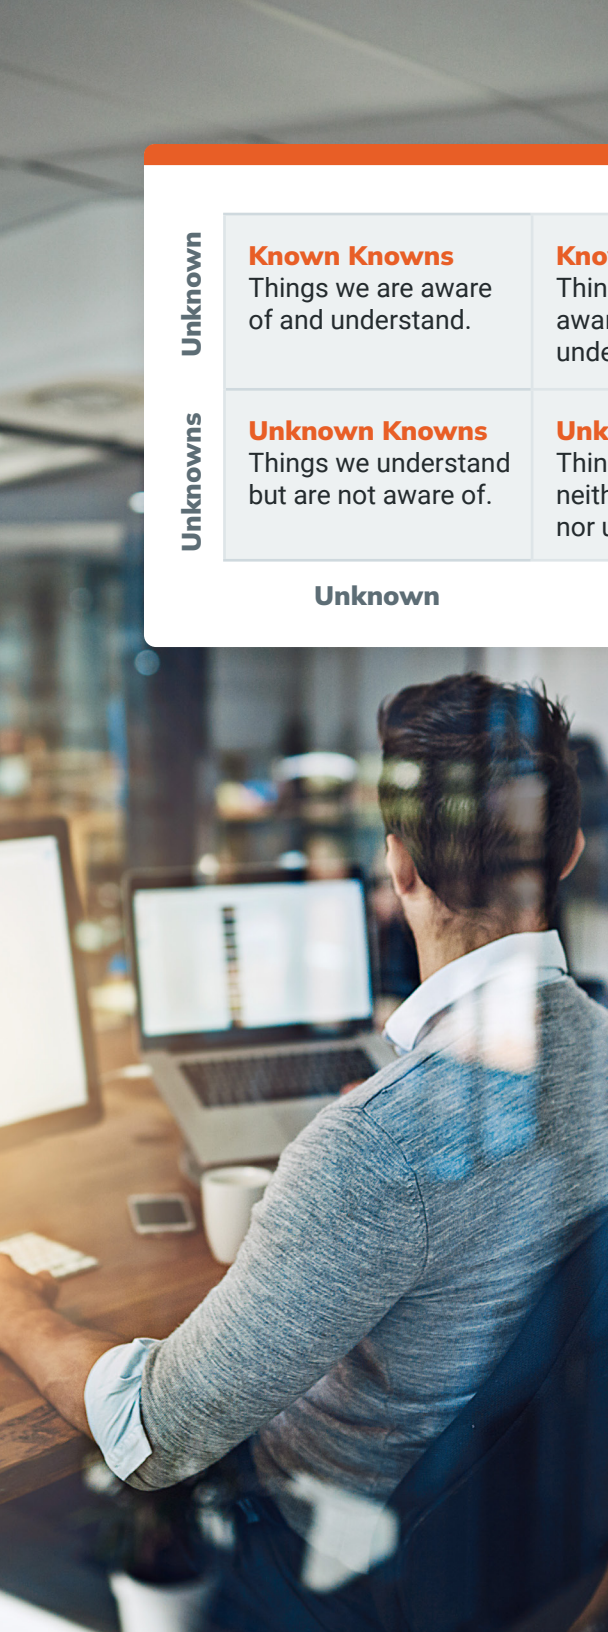 Unknown
Known Knowns
Things we are aware
of and understand.
Unknowns
Unknown Knowns
Things we understand
but are not aware of.
Unknown